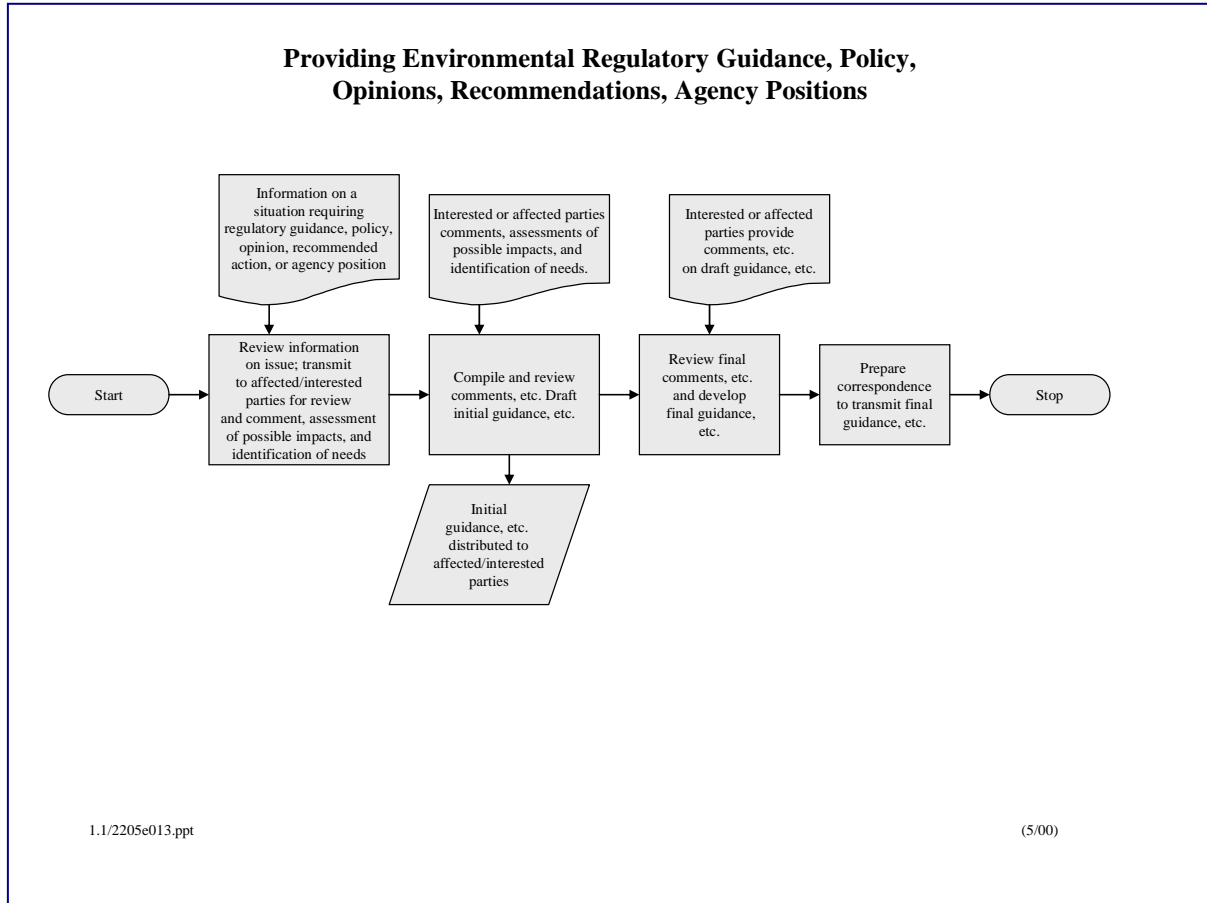 Providing Environmental Regulatory Guidance, Policy,
Opinions, Recommendations, Agency Positions
Information on a
situation requiring
regulatory guidance, policy,
opinion, recommended
action, or agency position
Interested or affected parties
comments, assessments of
possible impacts, and
identification of needs.
Interested or affected
parties provide
comments, etc.
on draft guidance, etc.
Start
Review information
on issue; transmit
to affected/interested
parties for review
and comment, assessment
of possible impacts, and
identification of needs
Compile and review
comments, etc. Draft
initial guidance, etc.
Review final
comments, etc.
and develop
final guidance,
etc.
Prepare
correspondence
to transmit final
guidance, etc.
Stop
Initial
guidance, etc.
distributed to
affected/interested
parties
1.1/2205e013.ppt
(5/00)